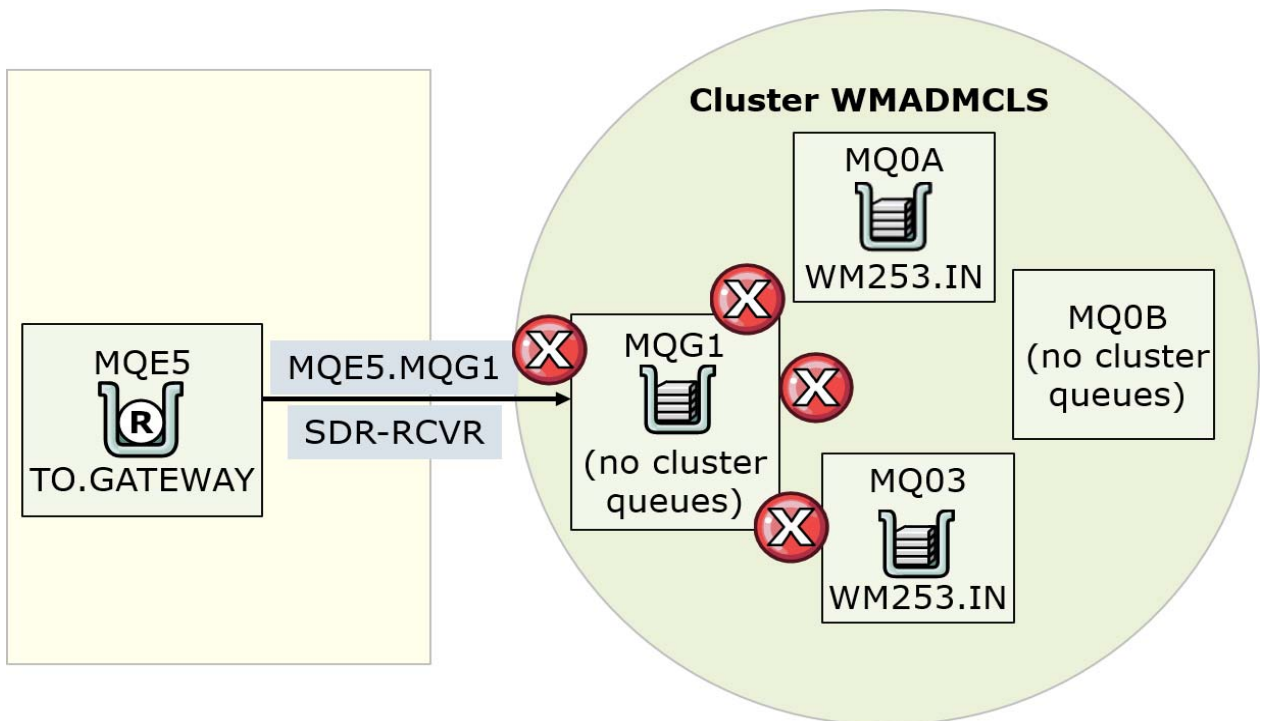 Cluster WMADMCLS
MQ0A
WM253.IN
MQ0B
(no cluster
queues)
X
X
X
X
MQG1
(no cluster
queues)
MQE5
R
TO.GATEWAY
MQE5.MQG1
SDR-RCVR
MQ03
WM253.IN